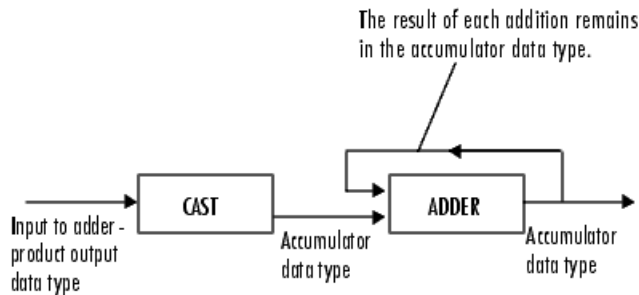 The result of each addition remains
in the accumulator data type.
CAST
ADDER
Input to adder -
product output
data type
Accumulator
data type
Accumulator
data type